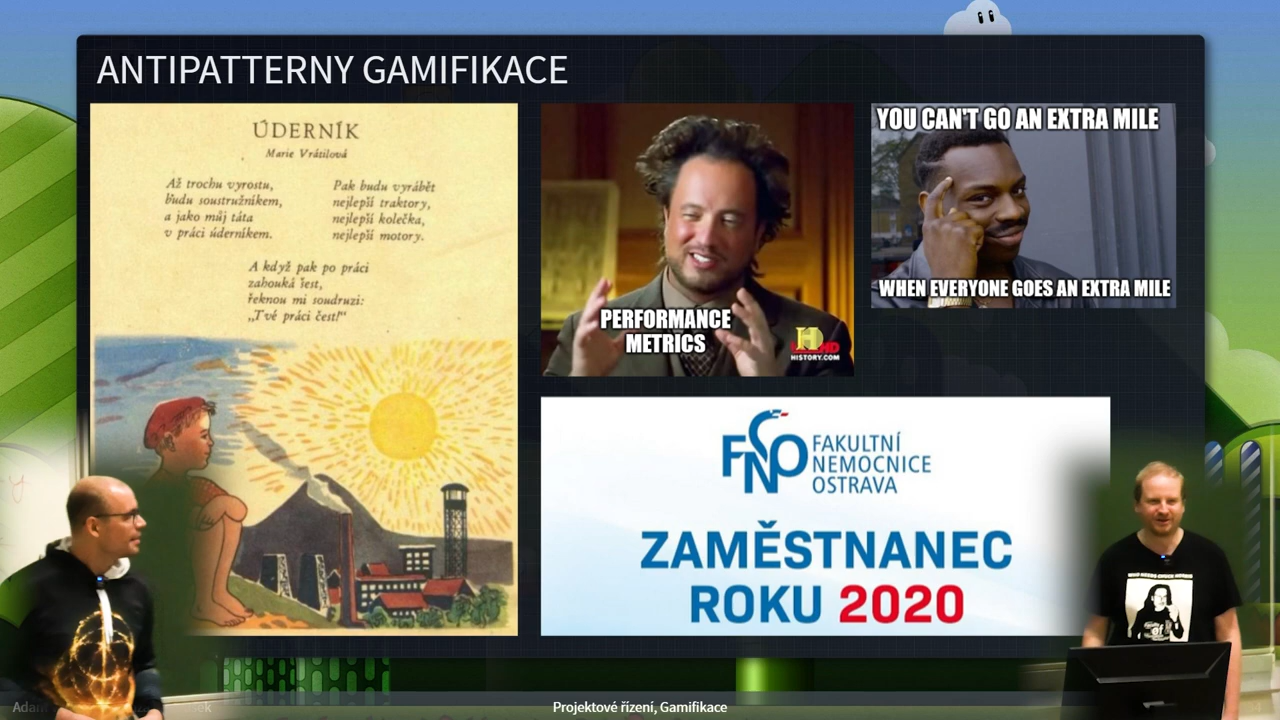 ANTIPATTERNY GAMIFIKACE
ÚDERNÍK
Marie Vrátilová
Až trochu vyrostu,
budu soustružníkem,
a jako můj táta
v práci úderníkem.
Pak budu vyrábět
nejlepší traktory,
nejlepší kolečka,
nejlepší motory.
A když pak po práci
zahouká šest,
řeknou mi soudruzi:
„Tvé práci čest!“
PERFORMANCE
METRICS
H
HD
HISTORY.COM
YOU CAN'T GO AN EXTRA MILE
WHEN EVERYONE GOES AN EXTRA MILE
FNO
FAKULTNÍ
NEMOCNICE
OSTRAVA
ZAMĚSTNANEC
ROKU 2020
Projektové řízení, Gamifikace